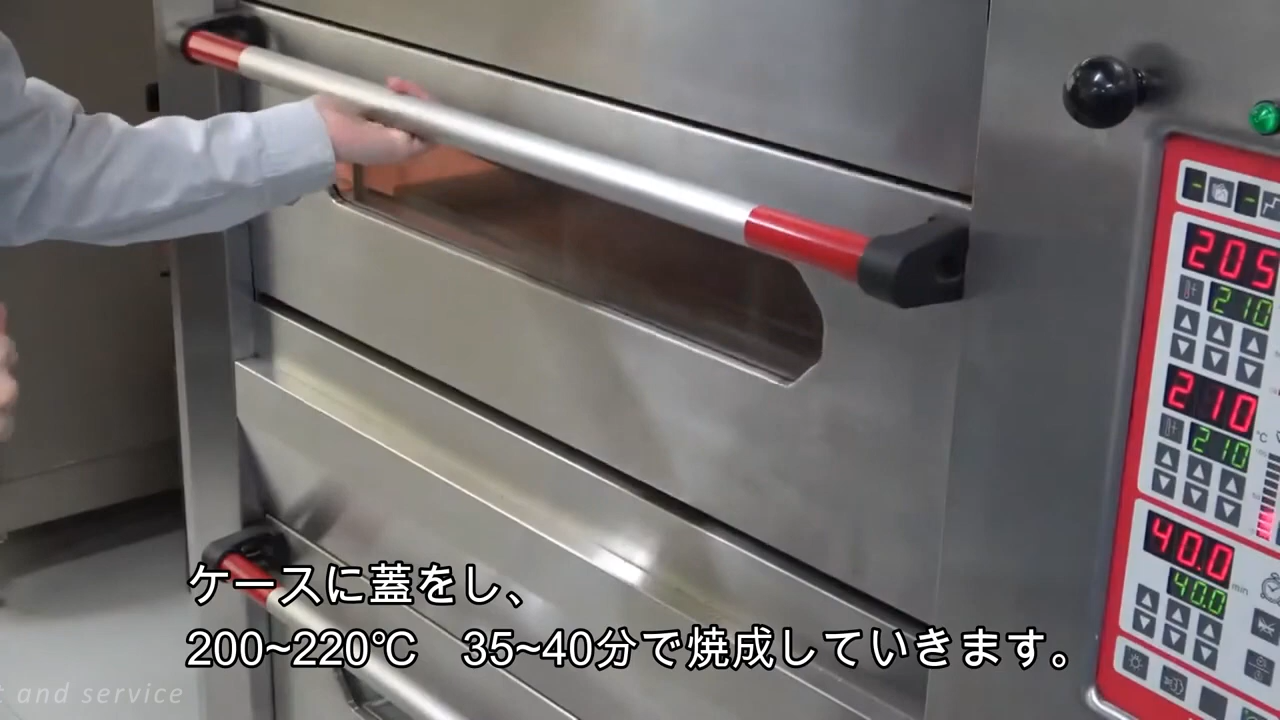 205
210
210
℃
210
40.0
min
40.0
ケースに蓋をし、
200~220℃　35~40分で焼成していきます。
and service